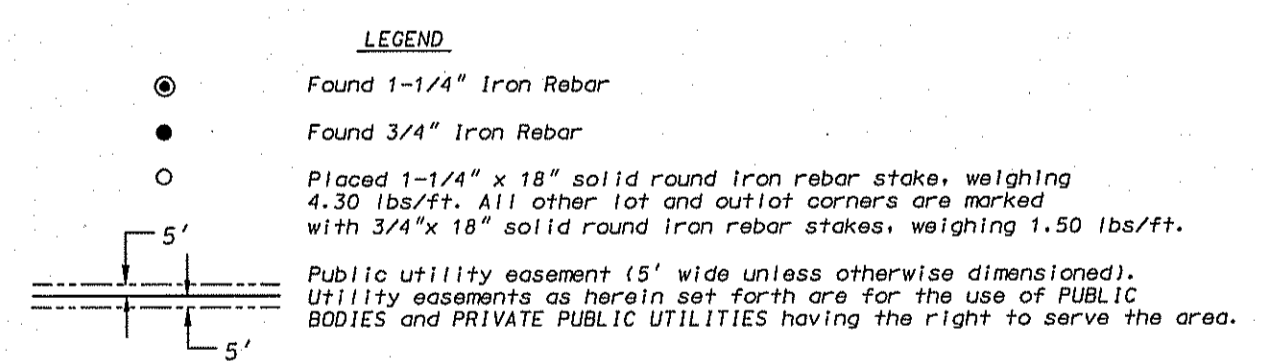 LEGEND
Found 1-1/4" Iron Rebar
Found 3/4" Iron Rebar
Placed 1-1/4" x 18" solid round iron rebar stake, weighing
4.30 lbs/ft. All other lot and outlot corners are marked
with 3/4"x 18" solid round iron rebar stakes, weighing 1.50 lbs/ft.
5'
Public utility easement (5' wide unless otherwise dimensioned).
Utility easements as herein set forth are for the use of PUBLIC
BODIES and PRIVATE PUBLIC UTILITIES having the right to serve the area.
5'